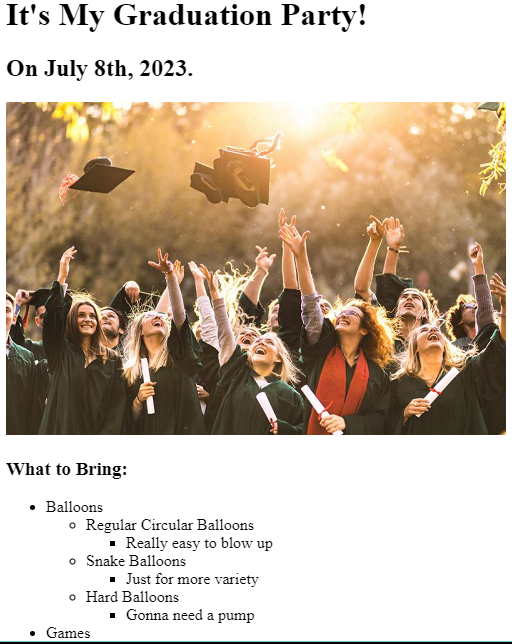 It's My Graduation Party!
On July 8th, 2023.
What to Bring:
Balloons
Regular Circular Balloons
Really easy to blow up
Snake Balloons
Just for more variety
Hard Balloons
Gonna need a pump
Games